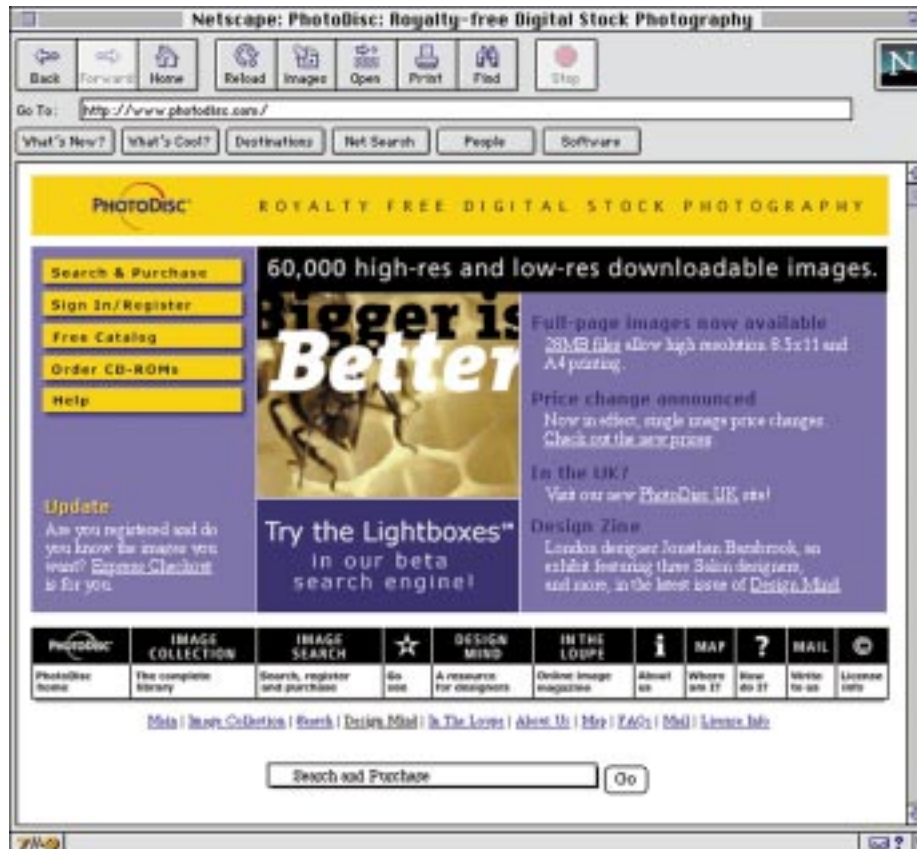 Netscape: PhotoDisc: Royalty-free Digital Stock Photography
Back Forward Home Reload Images Open Print Find Stop
N
Go To: http://www.photodisc.com/
What's New? What's Cool? Destinations Net Search People Software
PHOTODISC ROYALTY FREE DIGITAL STOCK PHOTOGRAPHY
60,000 high-res and low-res downloadable images.
Search & Purchase
Sign In/Register
Free Catalog
Order CD-ROMs
Help
Update
Are you registered and do
you know the images you
want? Express Checkout
is for you.
Bigger is
Better
Try the Lightboxes℠
in our beta
search engine!
Full-page images now available
28MB files allow high resolution 8.5x11 and
A4 printing.
Price change announced
Now in effect, single image price changes.
Check out the new prices.
In the UK?
Visit our new PhotoDisc UK site!
Design Zine
London designer Jonathan Barnbrook, an
exhibit featuring three Salon designers,
and more, in the latest issue of Design Mind.
PHOTODISC
PhotoDisc
home
IMAGE
COLLECTION
The complete
library
IMAGE
SEARCH
Search, register
and purchase
Go
DESIGN
MIND
A resource
for designers
IN THE
LOUPE
Online image
magazine
i
About
us
MAP
Where
am I?
?
How
do I?
MAIL
Write
to us
©
License
info
Main | Image Collection | Search | Design Mind | In The Loupe | About Us | Map | FAQs | Mail | License Info
Search and Purchase
Go